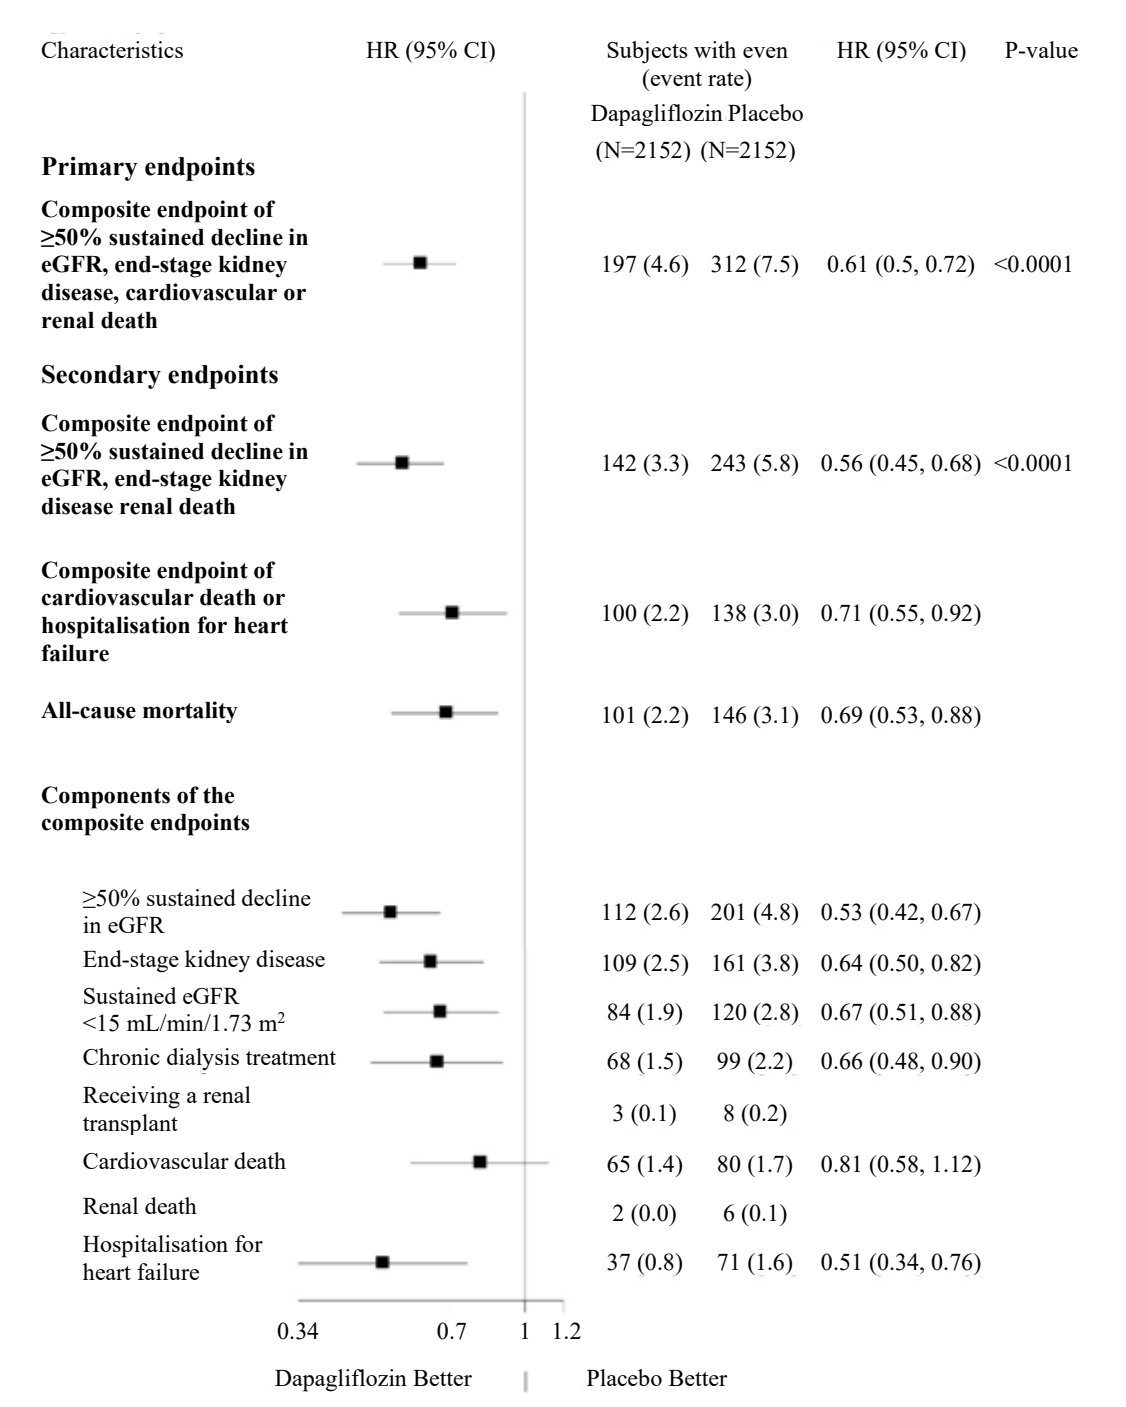 Characteristics HR (95% CI) Subjects with even HR (95% CI) P-value
(event rate)
Dapagliflozin Placebo
(N=2152) (N=2152)
Primary endpoints
Composite endpoint of
≥50% sustained decline in
eGFR, end-stage kidney 197 (4.6) 312 (7.5) 0.61 (0.5, 0.72) <0.0001
disease, cardiovascular or
renal death
Secondary endpoints
Composite endpoint of
≥50% sustained decline in
eGFR, end-stage kidney 142 (3.3) 243 (5.8) 0.56 (0.45, 0.68) <0.0001
disease renal death
Composite endpoint of
cardiovascular death or
hospitalisation for heart 100 (2.2) 138 (3.0) 0.71 (0.55, 0.92)
failure
All-cause mortality 101 (2.2) 146 (3.1) 0.69 (0.53, 0.88)
Components of the
composite endpoints
≥50% sustained decline
in eGFR 112 (2.6) 201 (4.8) 0.53 (0.42, 0.67)
End-stage kidney disease 109 (2.5) 161 (3.8) 0.64 (0.50, 0.82)
Sustained eGFR
<15 mL/min/1.73 m² 84 (1.9) 120 (2.8) 0.67 (0.51, 0.88)
Chronic dialysis treatment 68 (1.5) 99 (2.2) 0.66 (0.48, 0.90)
Receiving a renal
transplant 3 (0.1) 8 (0.2)
Cardiovascular death 65 (1.4) 80 (1.7) 0.81 (0.58, 1.12)
Renal death 2 (0.0) 6 (0.1)
Hospitalisation for
heart failure 37 (0.8) 71 (1.6) 0.51 (0.34, 0.76)
0.34 0.7 1 1.2
Dapagliflozin Better Placebo Better